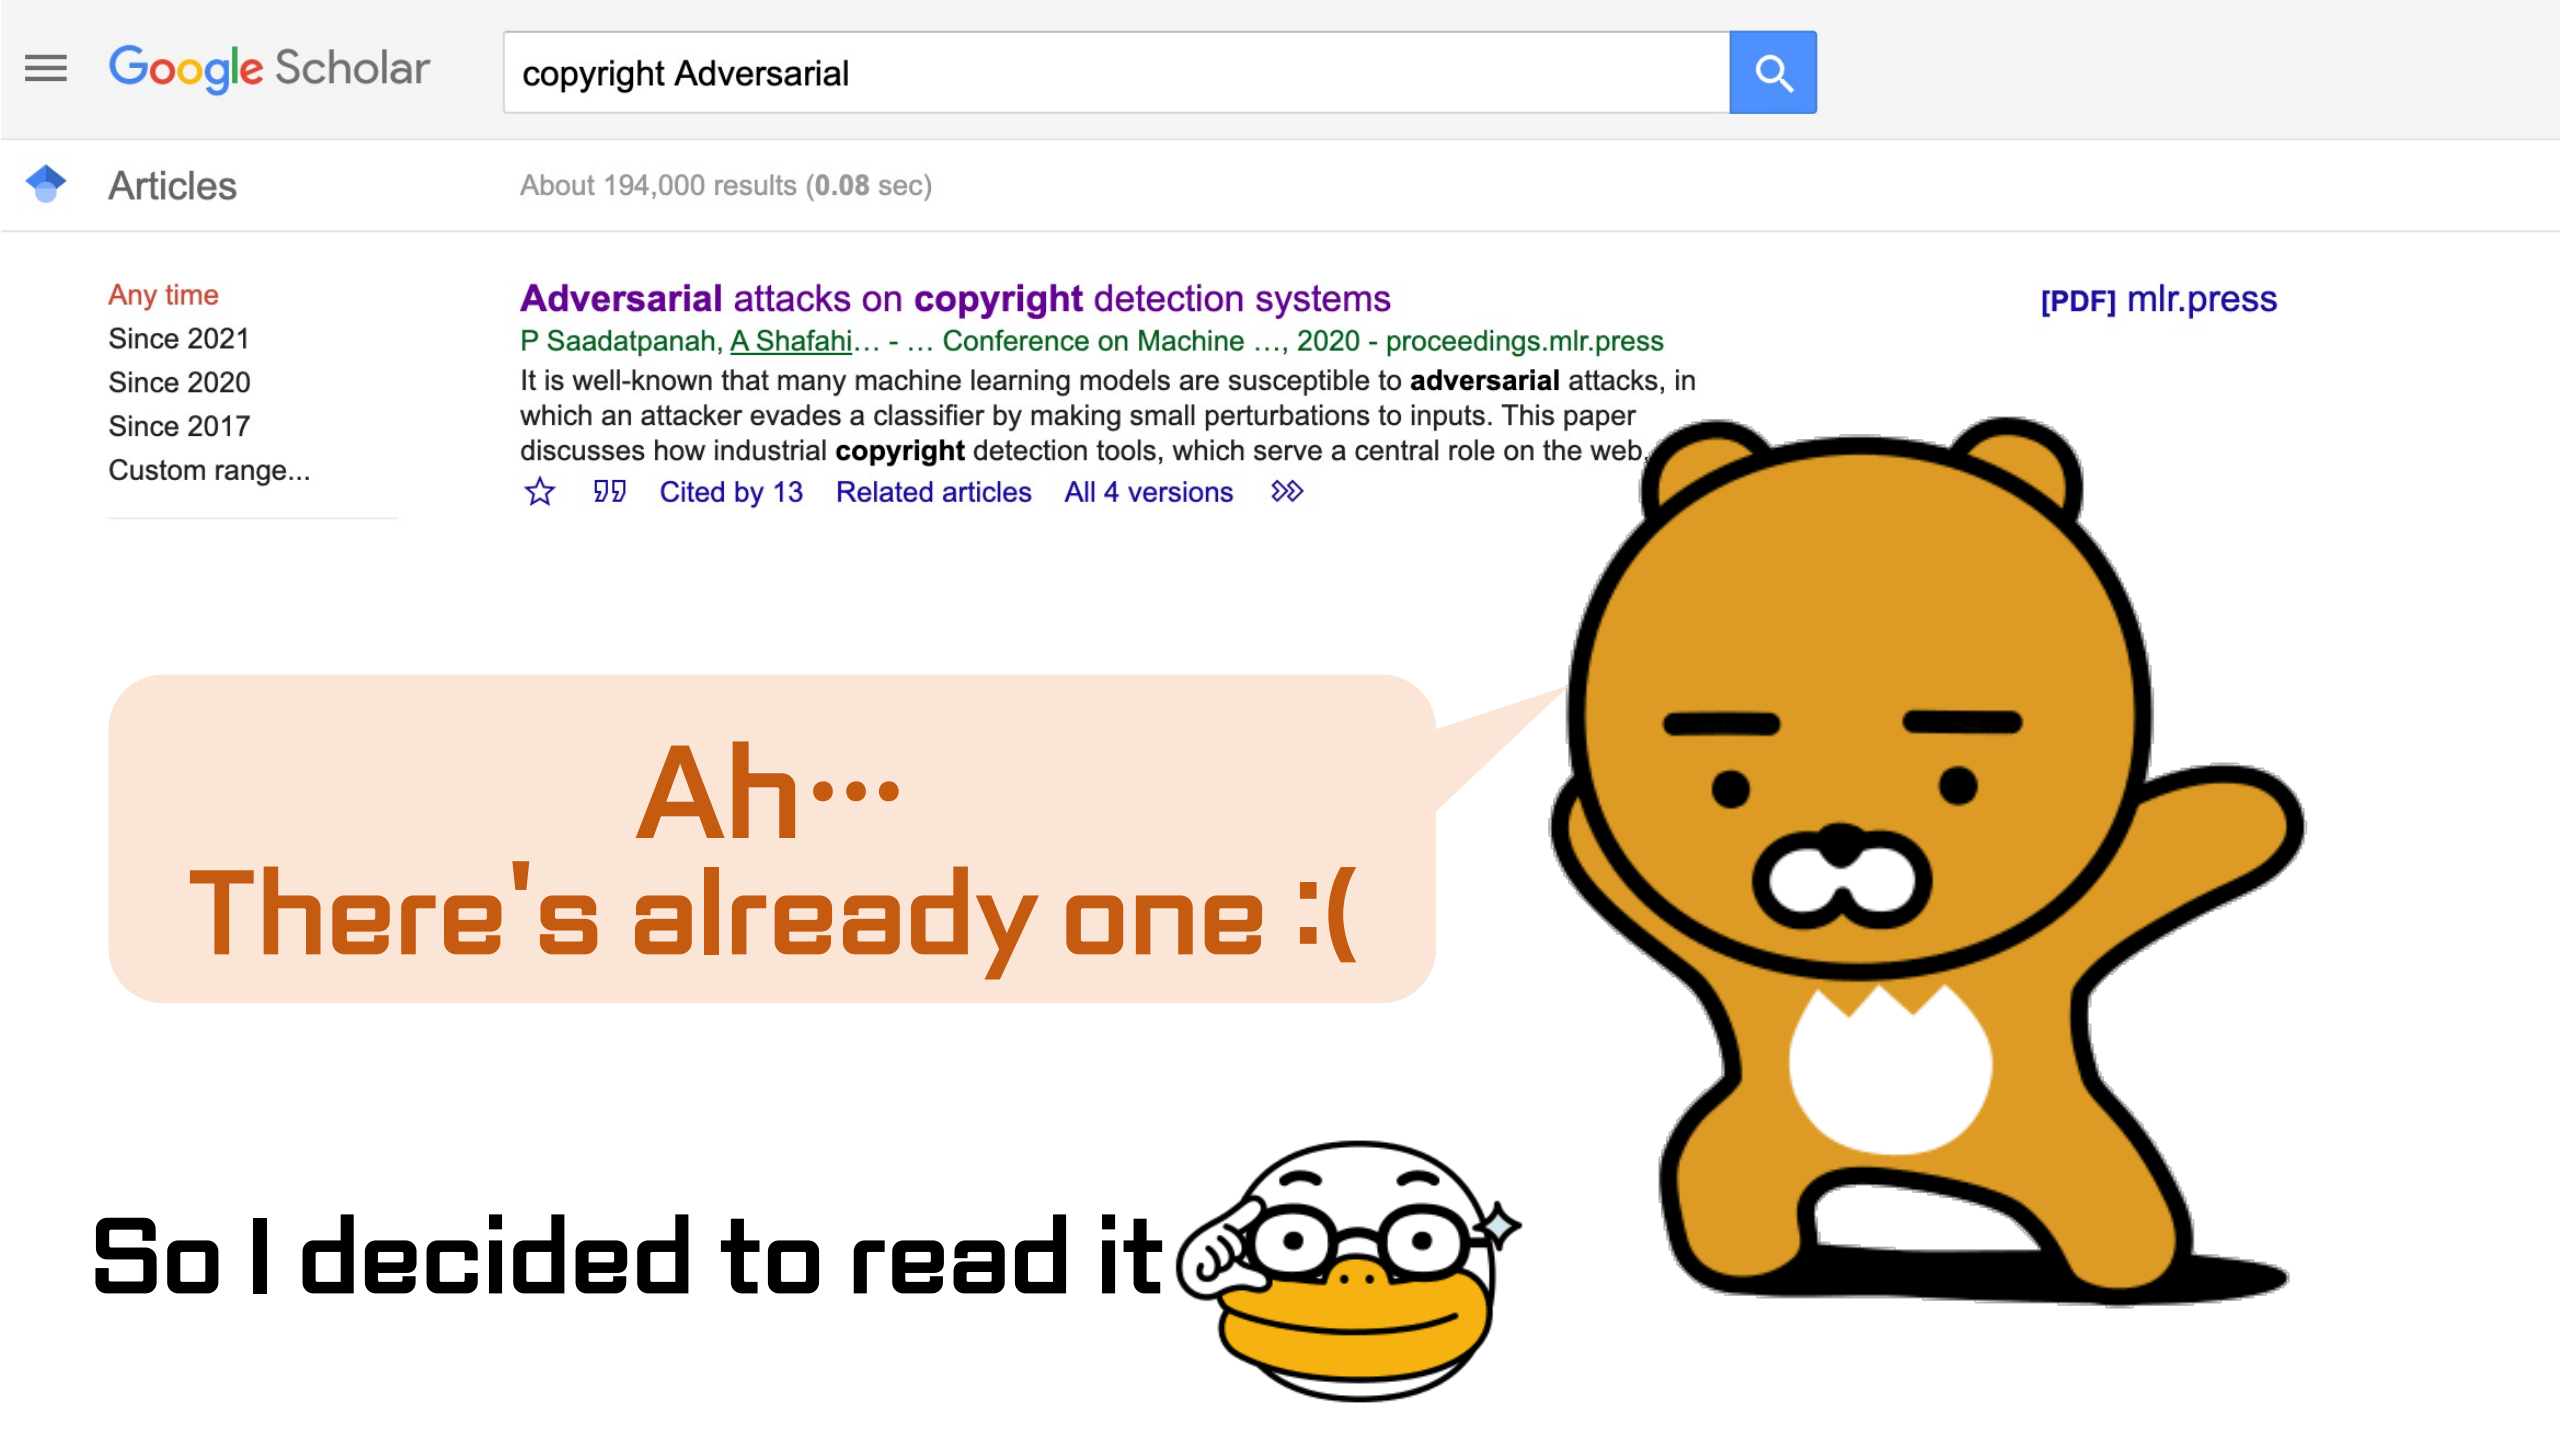 Google Scholar
copyright Adversarial
Articles
About 194,000 results (0.08 sec)
Any time
Since 2021
Since 2020
Since 2017
Custom range...
Adversarial attacks on copyright detection systems
P Saadatpanah, A Shafahi… - … Conference on Machine …, 2020 - proceedings.mlr.press
It is well-known that many machine learning models are susceptible to adversarial attacks, in
which an attacker evades a classifier by making small perturbations to inputs. This paper
discusses how industrial copyright detection tools, which serve a central role on the web,
Cited by 13 Related articles All 4 versions
[PDF] mlr.press
Ah…
There's already one :(
So I decided to read it